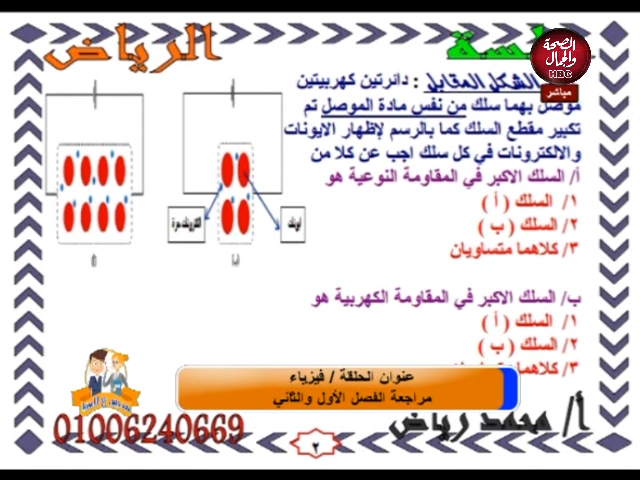 الرياض
الصحة
والجمال
HBC
مباشر
الشكل المقابل : دائرتين كهربيتين
موصل بهما سلك من نفس مادة الموصل تم
تكبير مقطع السلك كما بالرسم لإظهار الايونات
والالكترونات في كل سلك اجب عن كلا من
أ/ السلك الاكبر في المقاومة النوعية هو
١/ السلك ( أ )
٢/ السلك ( ب )
٣/ كلاهما متساويان
ب/ السلك الاكبر في المقاومة الكهربية هو
١/ السلك ( أ )
٢/ السلك ( ب )
٣/ كلاهما
الكترونات حرة
ايونات
(أ)
(ب)
عنوان الحلقة / فيزياء
مراجعة الفصل الأول والثاني
أ/ محمد رياض
01006240669
٢